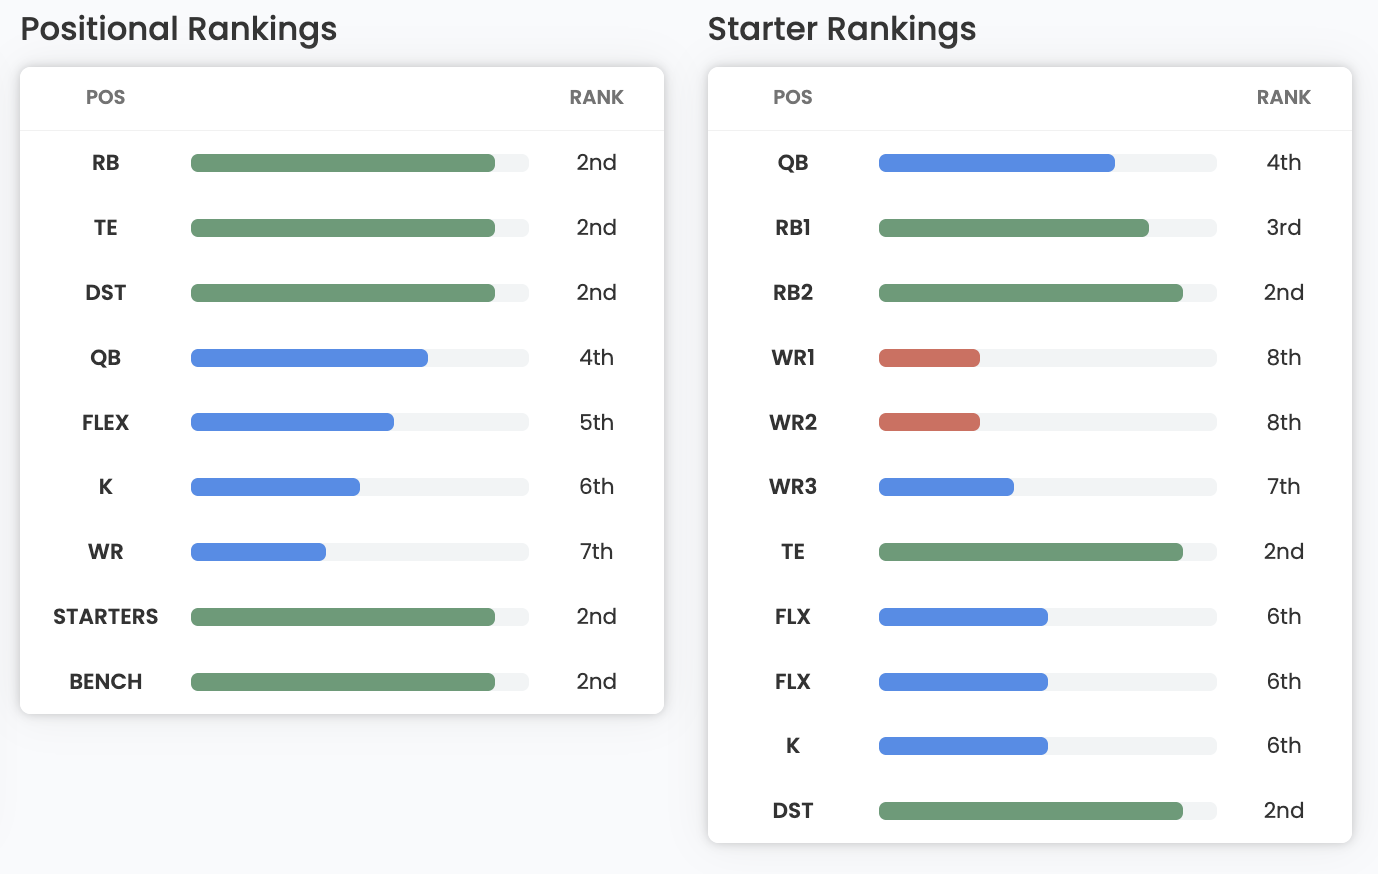 Positional Rankings
POS RANK
RB 2nd
TE 2nd
DST 2nd
QB 4th
FLEX 5th
K 6th
WR 7th
STARTERS 2nd
BENCH 2nd
Starter Rankings
POS RANK
QB 4th
RB1 3rd
RB2 2nd
WR1 8th
WR2 8th
WR3 7th
TE 2nd
FLX 6th
FLX 6th
K 6th
DST 2nd